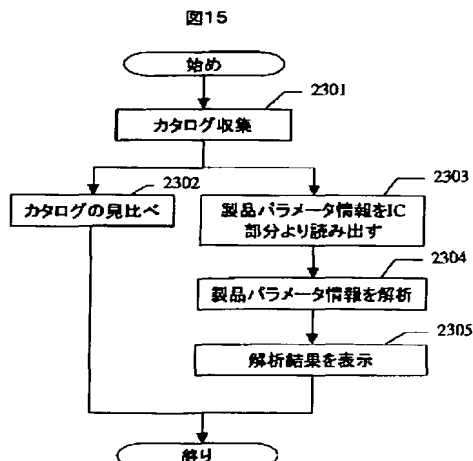 図15
始め
2301
カタログ収集
2302
カタログの見比べ
2303
製品パラメータ情報をIC
部分より読み出す
2304
製品パラメータ情報を解析
2305
解析結果を表示
終り